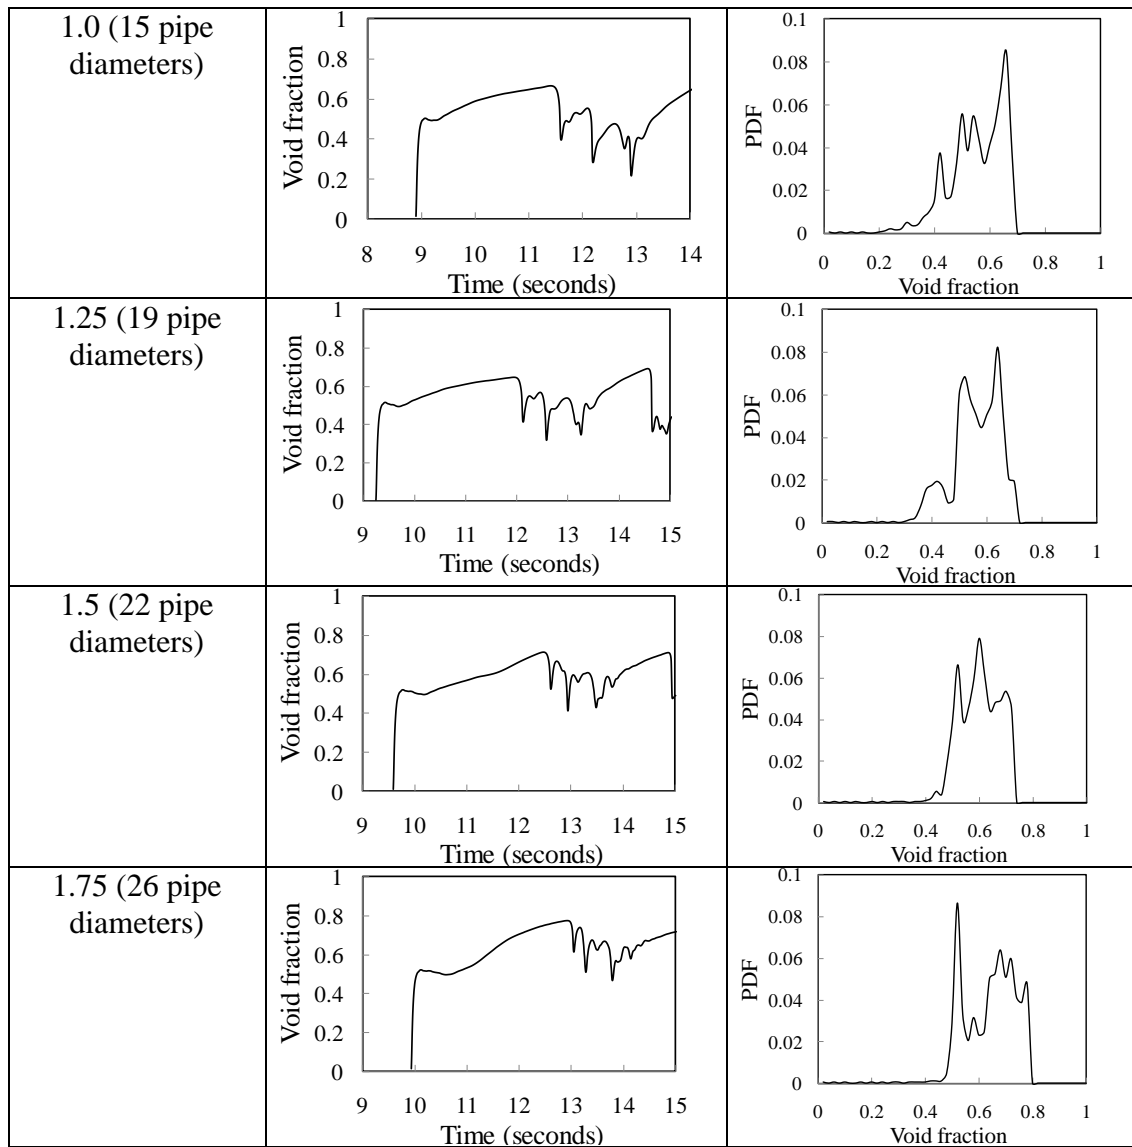 1.0 (15 pipe
diameters)
1
0.8
0.6
0.4
0.2
0
Void fraction
8 9 10 11 12 13 14
Time (seconds)
0.1
0.08
0.06
0.04
0.02
0
PDF
0 0.2 0.4 0.6 0.8 1
Void fraction
1.25 (19 pipe
diameters)
1
0.8
0.6
0.4
0.2
0
Void fraction
9 10 11 12 13 14 15
Time (seconds)
0.1
0.08
0.06
0.04
0.02
0
PDF
0 0.2 0.4 0.6 0.8 1
Void fraction
1.5 (22 pipe
diameters)
1
0.8
0.6
0.4
0.2
0
Void fraction
9 10 11 12 13 14 15
Time (seconds)
0.1
0.08
0.06
0.04
0.02
0
PDF
0 0.2 0.4 0.6 0.8 1
Void fraction
1.75 (26 pipe
diameters)
1
0.8
0.6
0.4
0.2
0
Void fraction
9 10 11 12 13 14 15
Time (seconds)
0.1
0.08
0.06
0.04
0.02
0
PDF
0 0.2 0.4 0.6 0.8 1
Void fraction